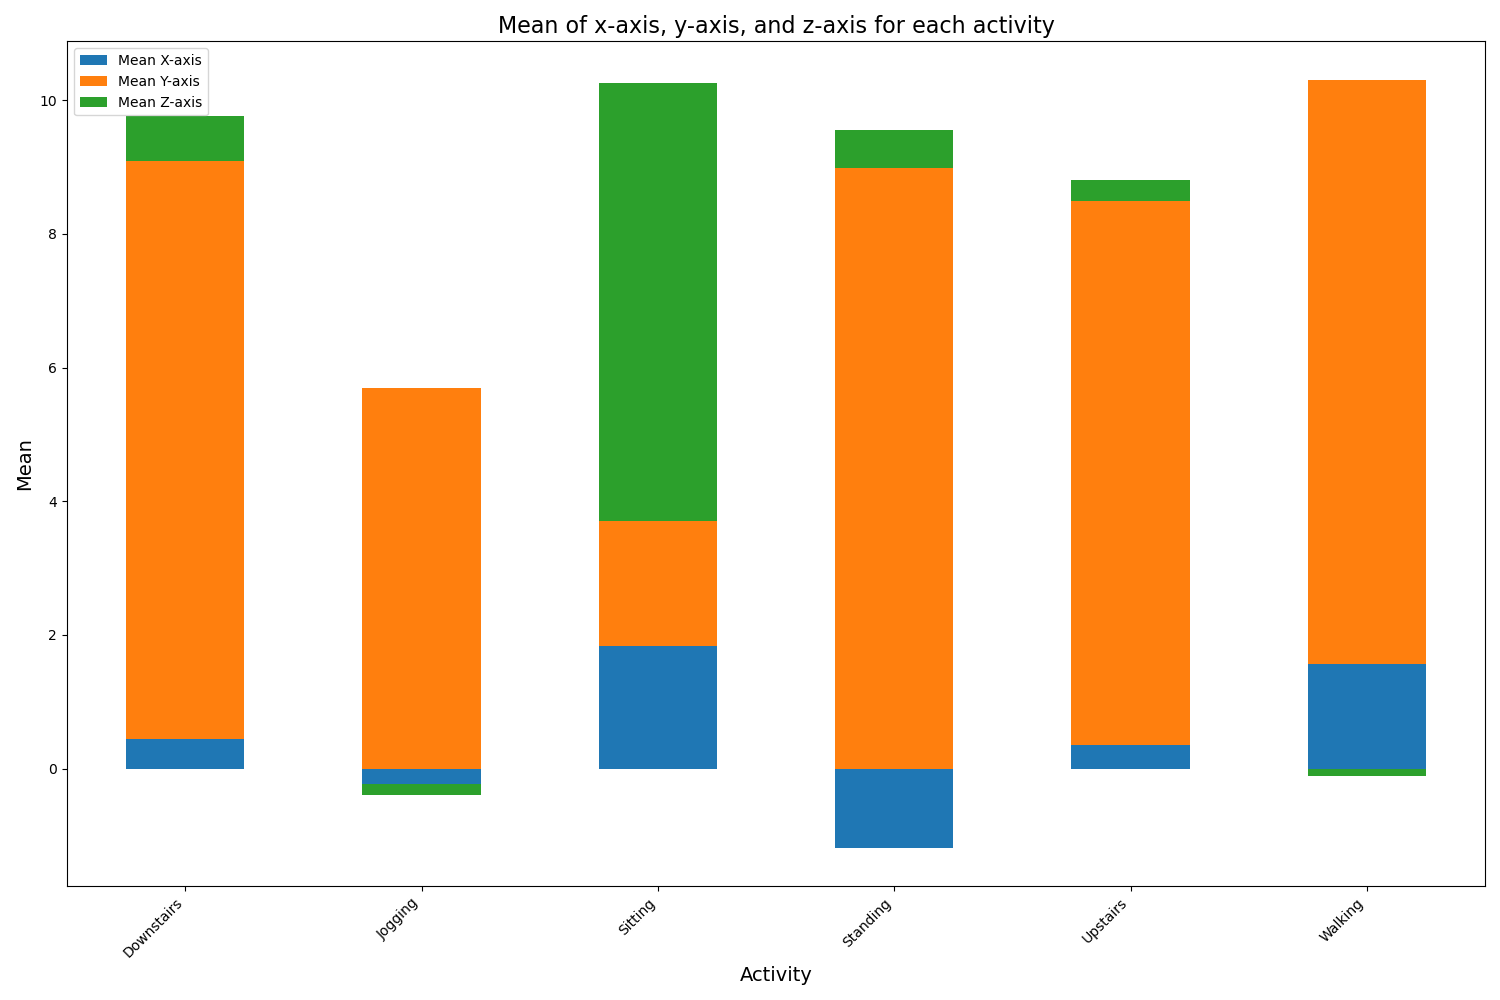 Mean of x-axis, y-axis, and z-axis for each activity
Mean X-axis
Mean Y-axis
Mean Z-axis
10
8
6
4
2
0
Mean
Downstairs
Jogging
Sitting
Standing
Upstairs
Walking
Activity